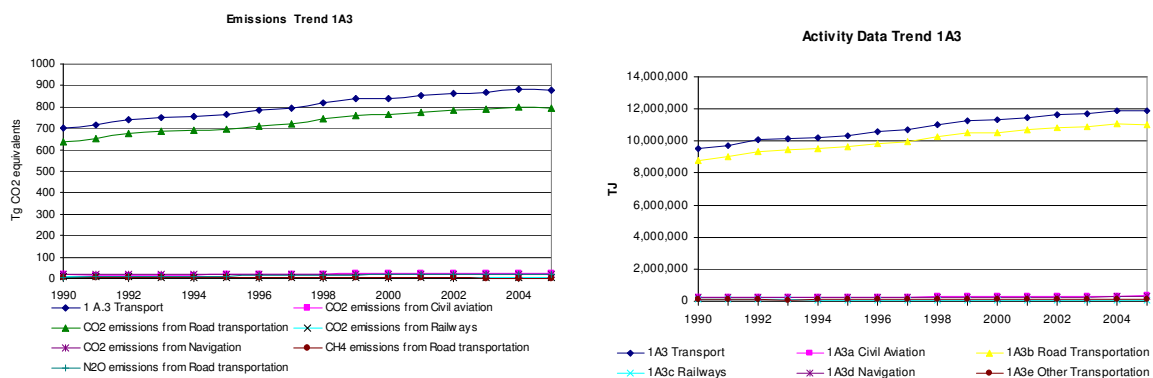 Emissions Trend 1A3
1000
900
800
700
600
500
400
300
200
100
0
Tg CO2 equivalents
1990 1992 1994 1996 1998 2000 2002 2004
1 A.3 Transport
CO2 emissions from Civil aviation
CO2 emissions from Road transportation
CO2 emissions from Railways
CO2 emissions from Navigation
CH4 emissions from Road transportation
N2O emissions from Road transportation
Activity Data Trend 1A3
14,000,000
12,000,000
10,000,000
8,000,000
6,000,000
4,000,000
2,000,000
0
TJ
1990 1992 1994 1996 1998 2000 2002 2004
1A3 Transport
1A3a Civil Aviation
1A3b Road Transportation
1A3c Railways
1A3d Navigation
1A3e Other Transportation